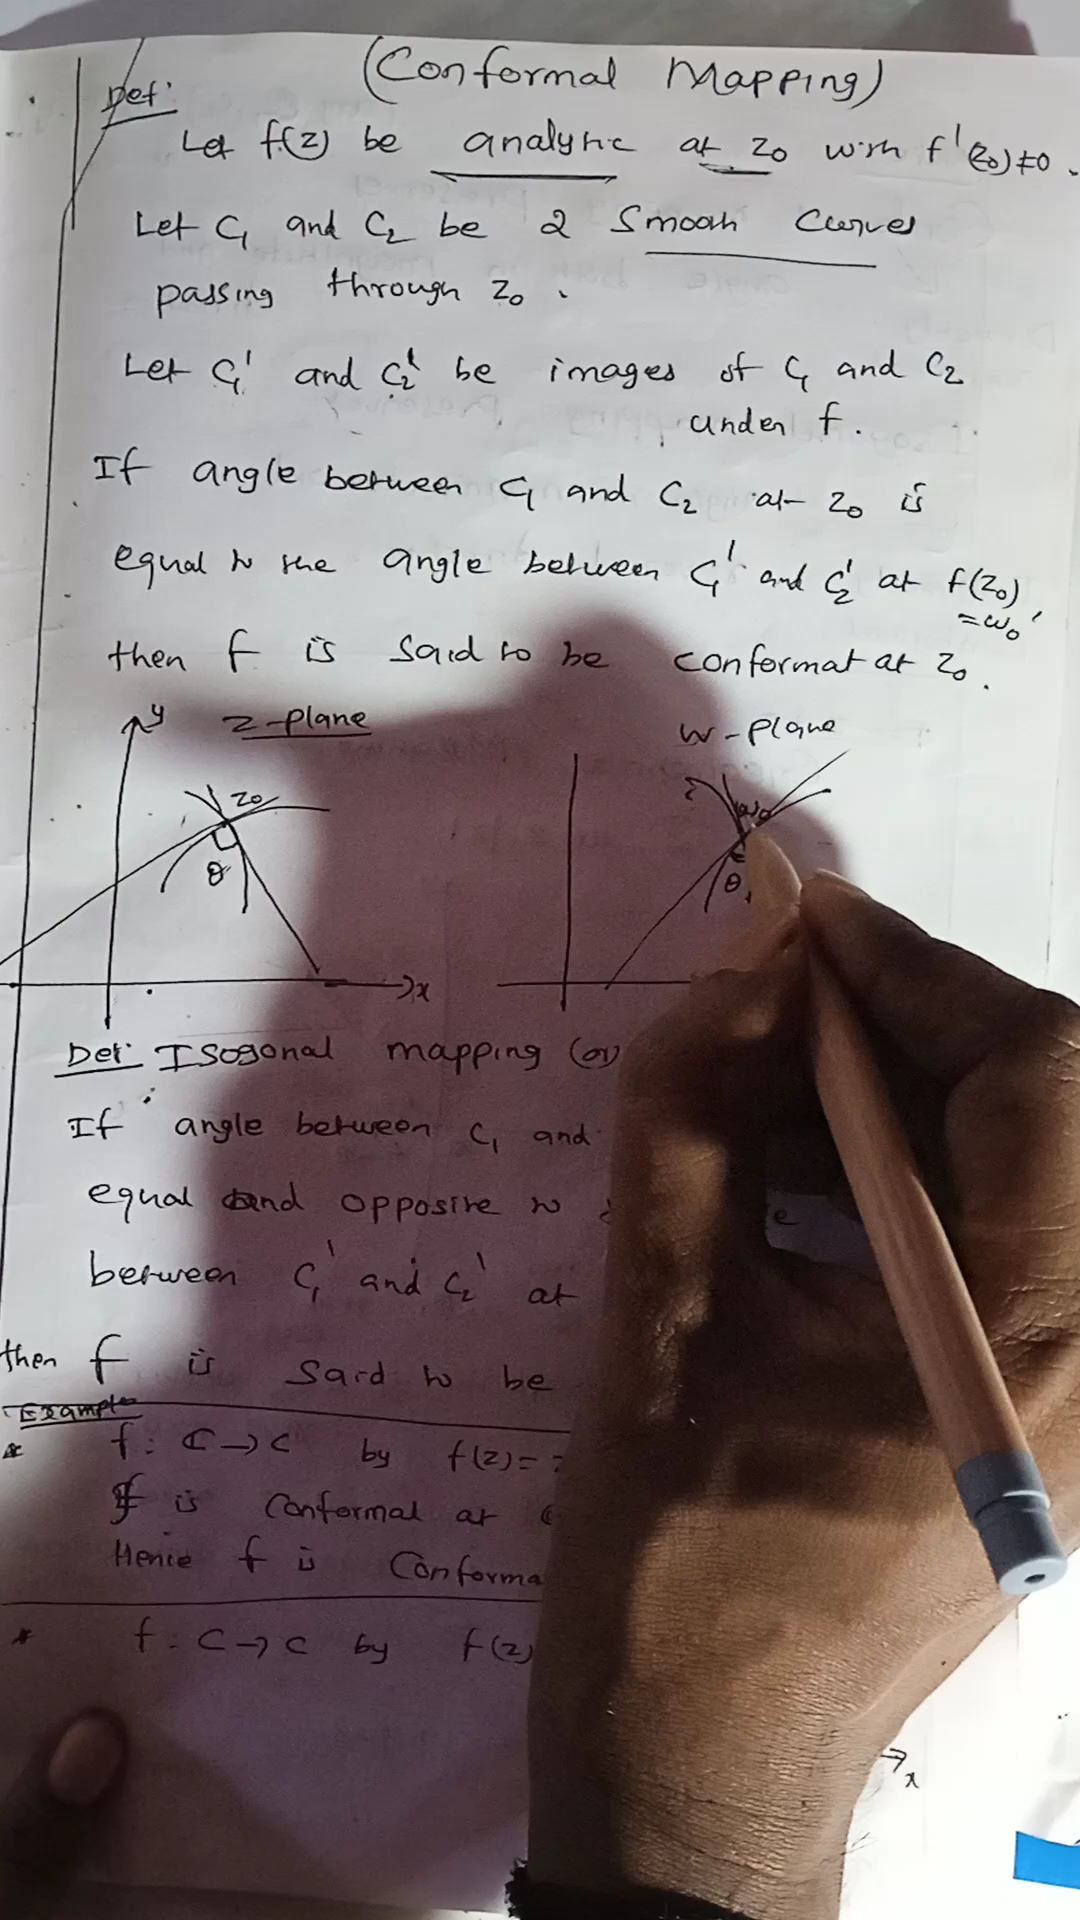 (Conformal Mapping)
Def:
Let f(z) be analytic at z₀ with f'(z₀)≠0.
Let C₁ and C₂ be 2 Smooth Curves
passing through z₀.
Let C₁' and C₂' be images of C₁ and C₂
under f.
If angle between C₁ and C₂ at z₀ is
equal to the angle between C₁' and C₂' at f(z₀)
=w₀,
then f is said to be conformal at z₀.
y z-plane
w-plane
z₀
w₀
θ
θ
x
Def: Isogonal mapping (or)
If angle between C₁ and
equal and opposite to
between C₁' and C₂' at
then f is said to be
Example
* f: C→C by f(z)=
f is Conformal at
Hence f is Conforma
* f: C→C by f(z)
x